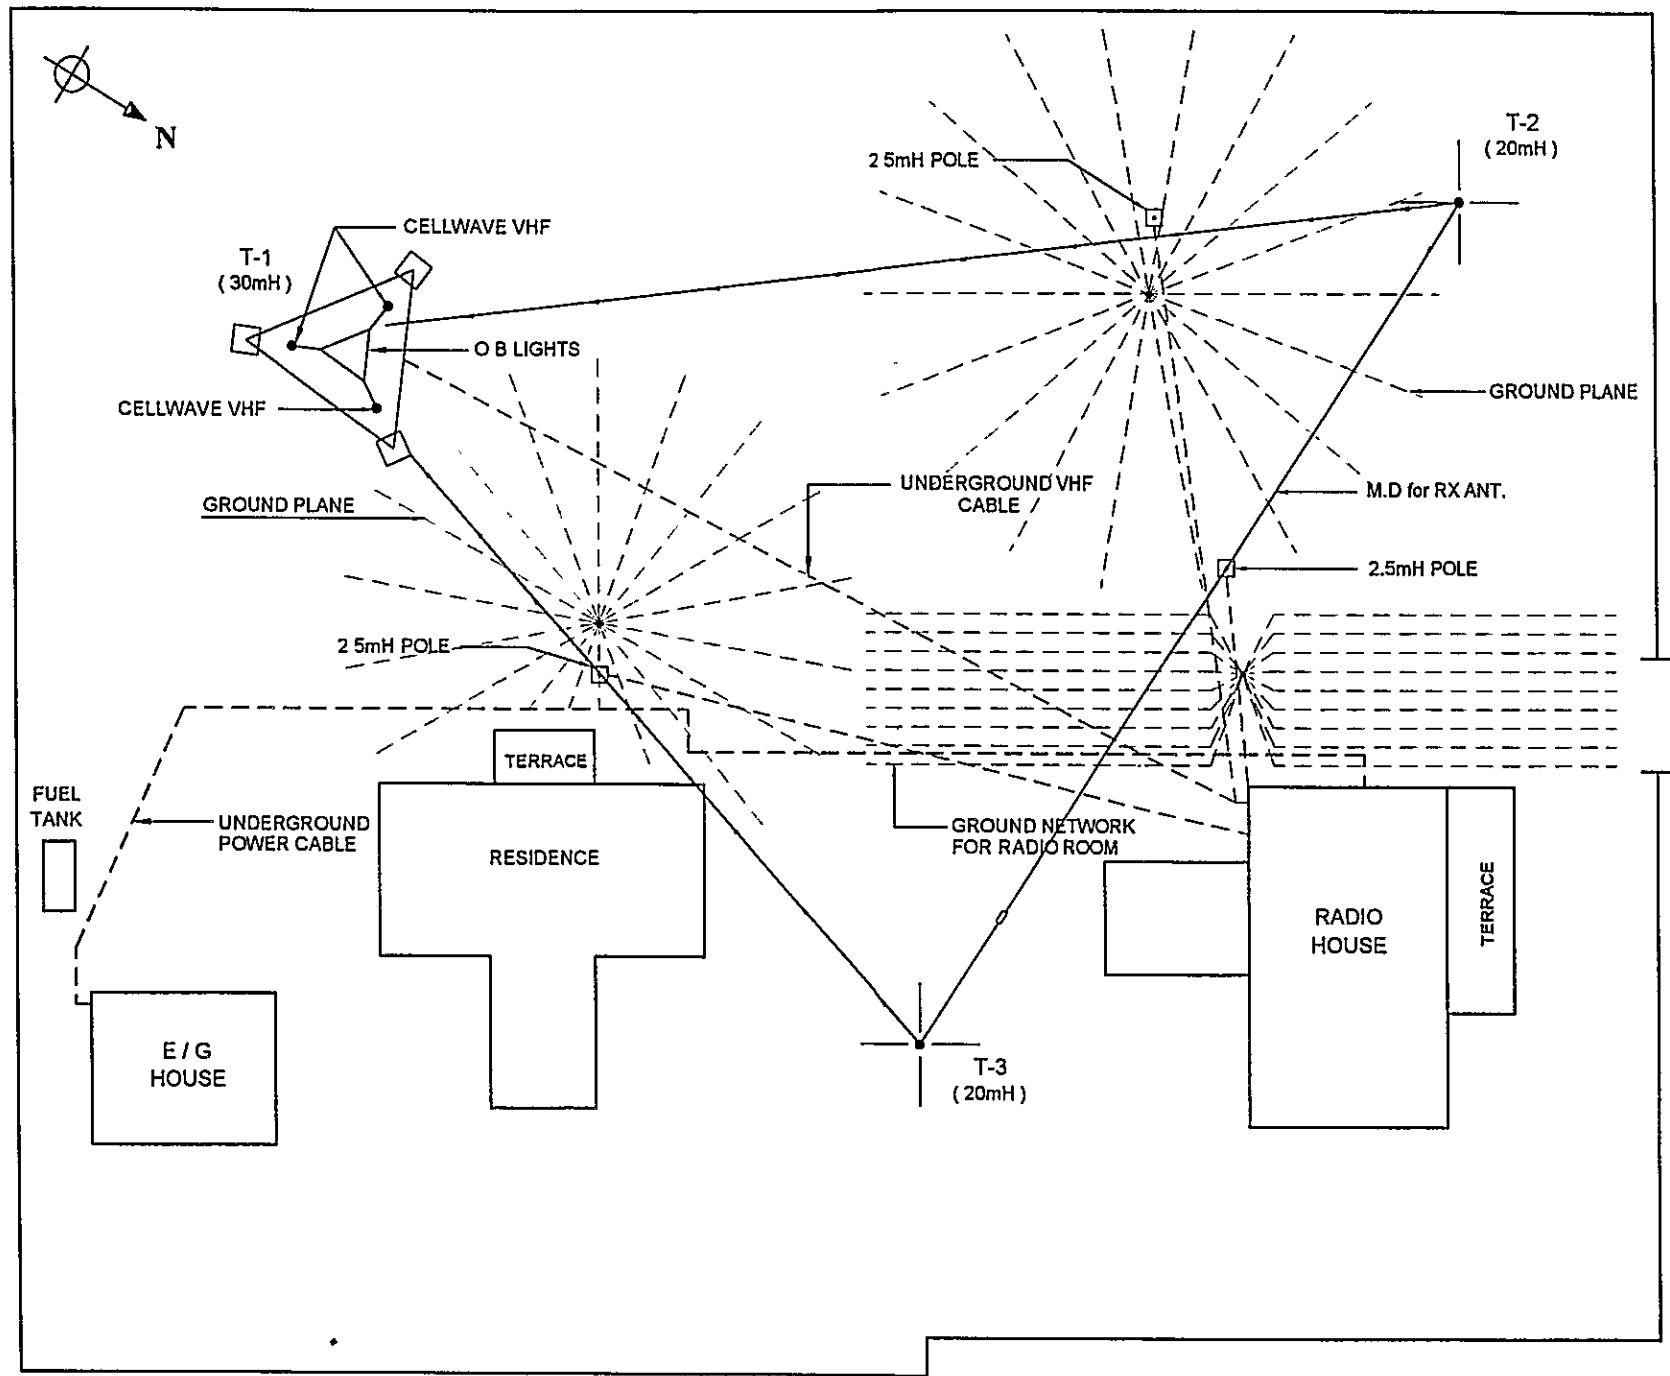 N
T-2
( 20mH )
2 5mH POLE
CELLWAVE VHF
T-1
( 30mH )
O B LIGHTS
GROUND PLANE
CELLWAVE VHF
UNDERGROUND VHF
CABLE
M.D for RX ANT.
GROUND PLANE
2.5mH POLE
2 5mH POLE
TERRACE
FUEL
TANK
UNDERGROUND
POWER CABLE
GROUND NETWORK
FOR RADIO ROOM
RESIDENCE
RADIO
HOUSE
TERRACE
E / G
HOUSE
T-3
( 20mH )